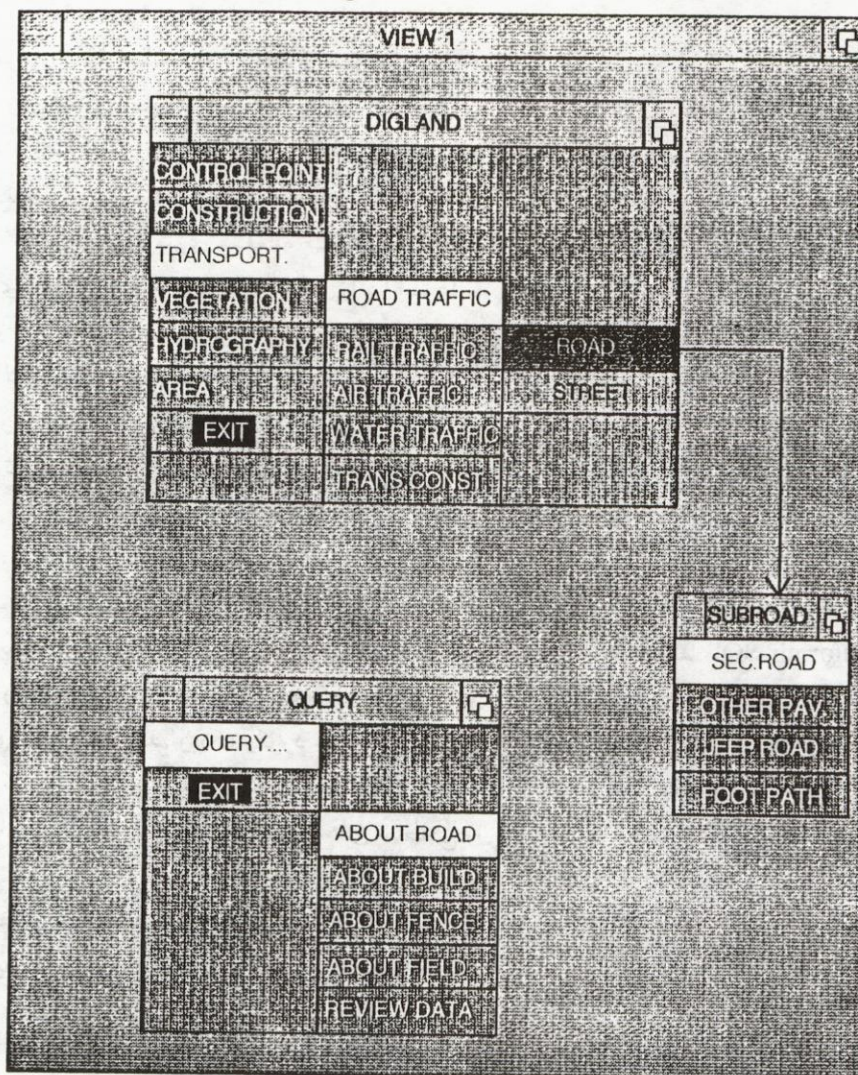 VIEW 1
DIGLAND
CONTROL POINT
CONSTRUCTION
TRANSPORT.
VEGETATION
HYDROGRAPHY
AREA
EXIT
ROAD TRAFFIC
RAIL TRAFFIC
AIR TRAFFIC
WATER TRAFFIC
TRANS.CONST.
ROAD
STREET
SUBROAD
SEC.ROAD
OTHER PAV.
JEEP ROAD
FOOT PATH
QUERY
QUERY....
EXIT
ABOUT ROAD
ABOUT BUILD.
ABOUT FENCE
ABOUT FIELD
REVIEW DATA